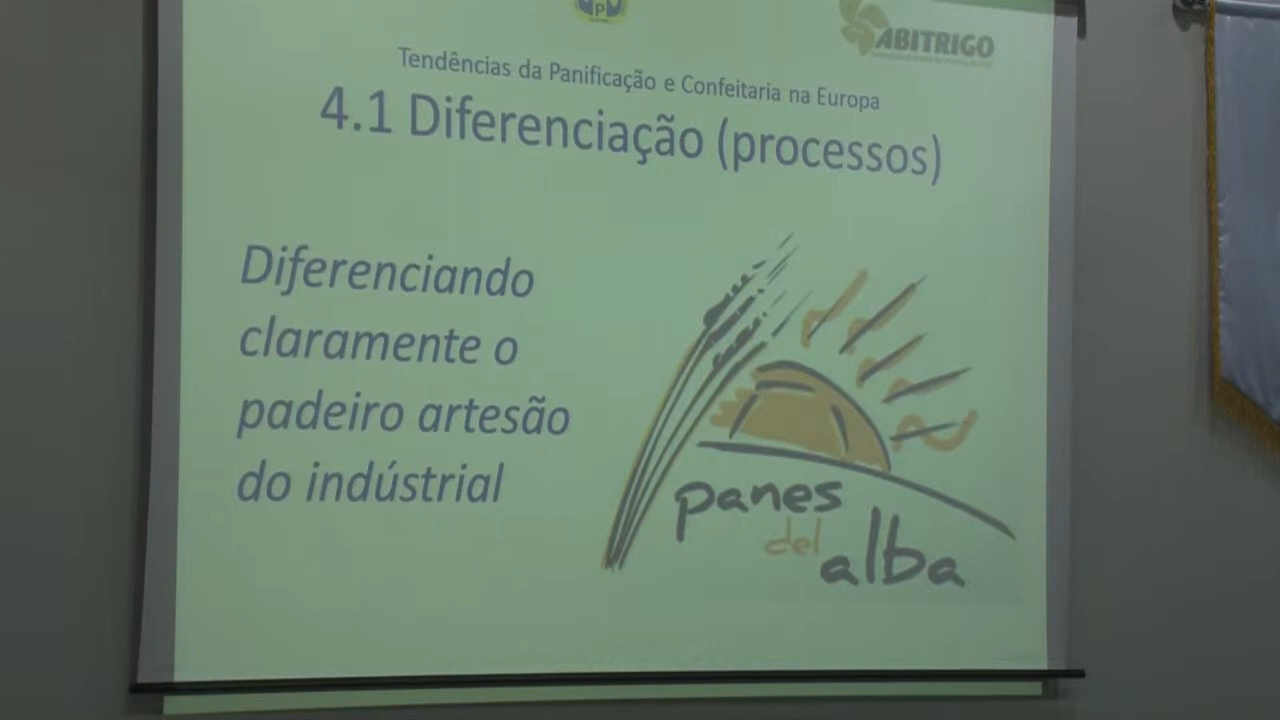 P
ABITRIGO
Tendências da Panificação e Confeitaria na Europa
4.1 Diferenciação (processos)
Diferenciando
claramente o
padeiro artesão
do indústrial
panes
del
alba